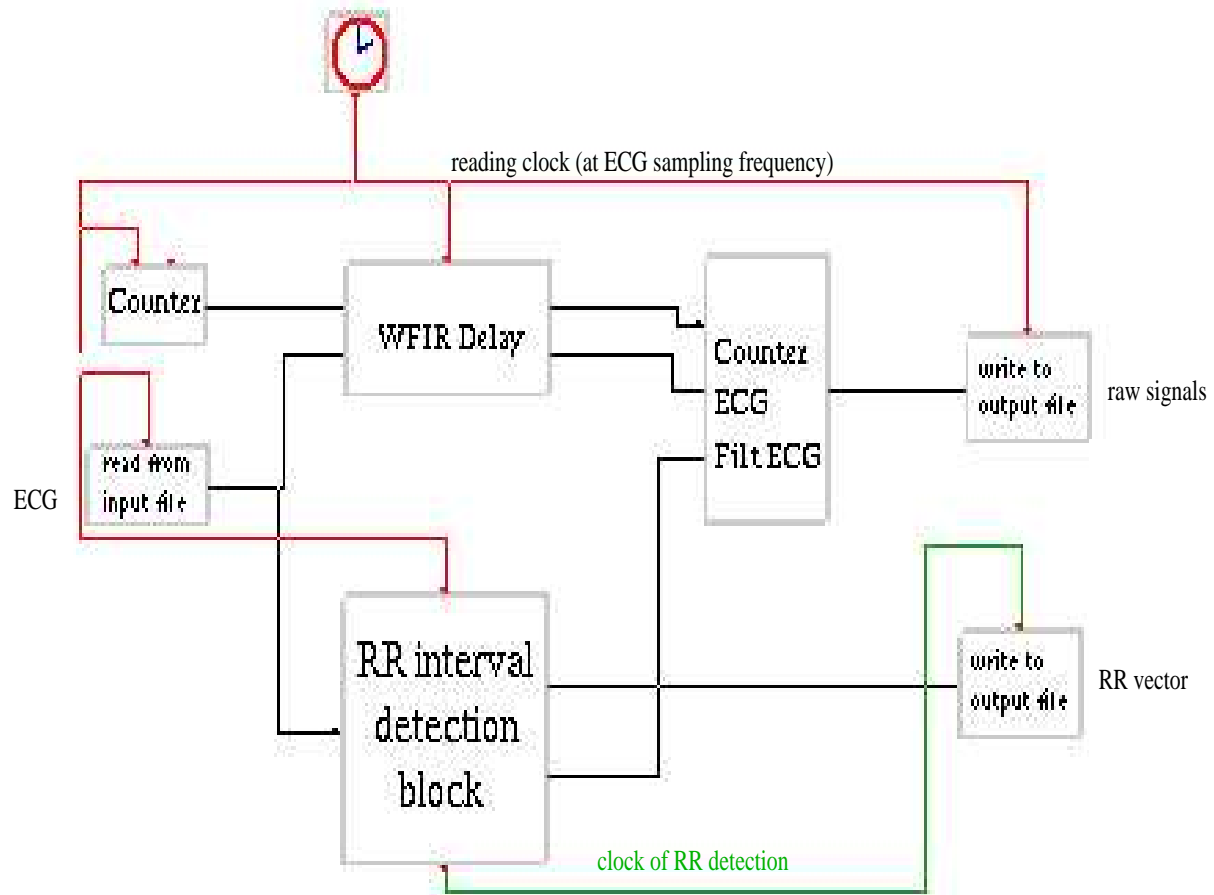 reading clock (at ECG sampling frequency)
Counter
WFIR Delay
Counter
ECG
Filt ECG
write to
output file
raw signals
ECG
read from
input file
RR interval
detection
block
write to
output file
RR vector
clock of RR detection